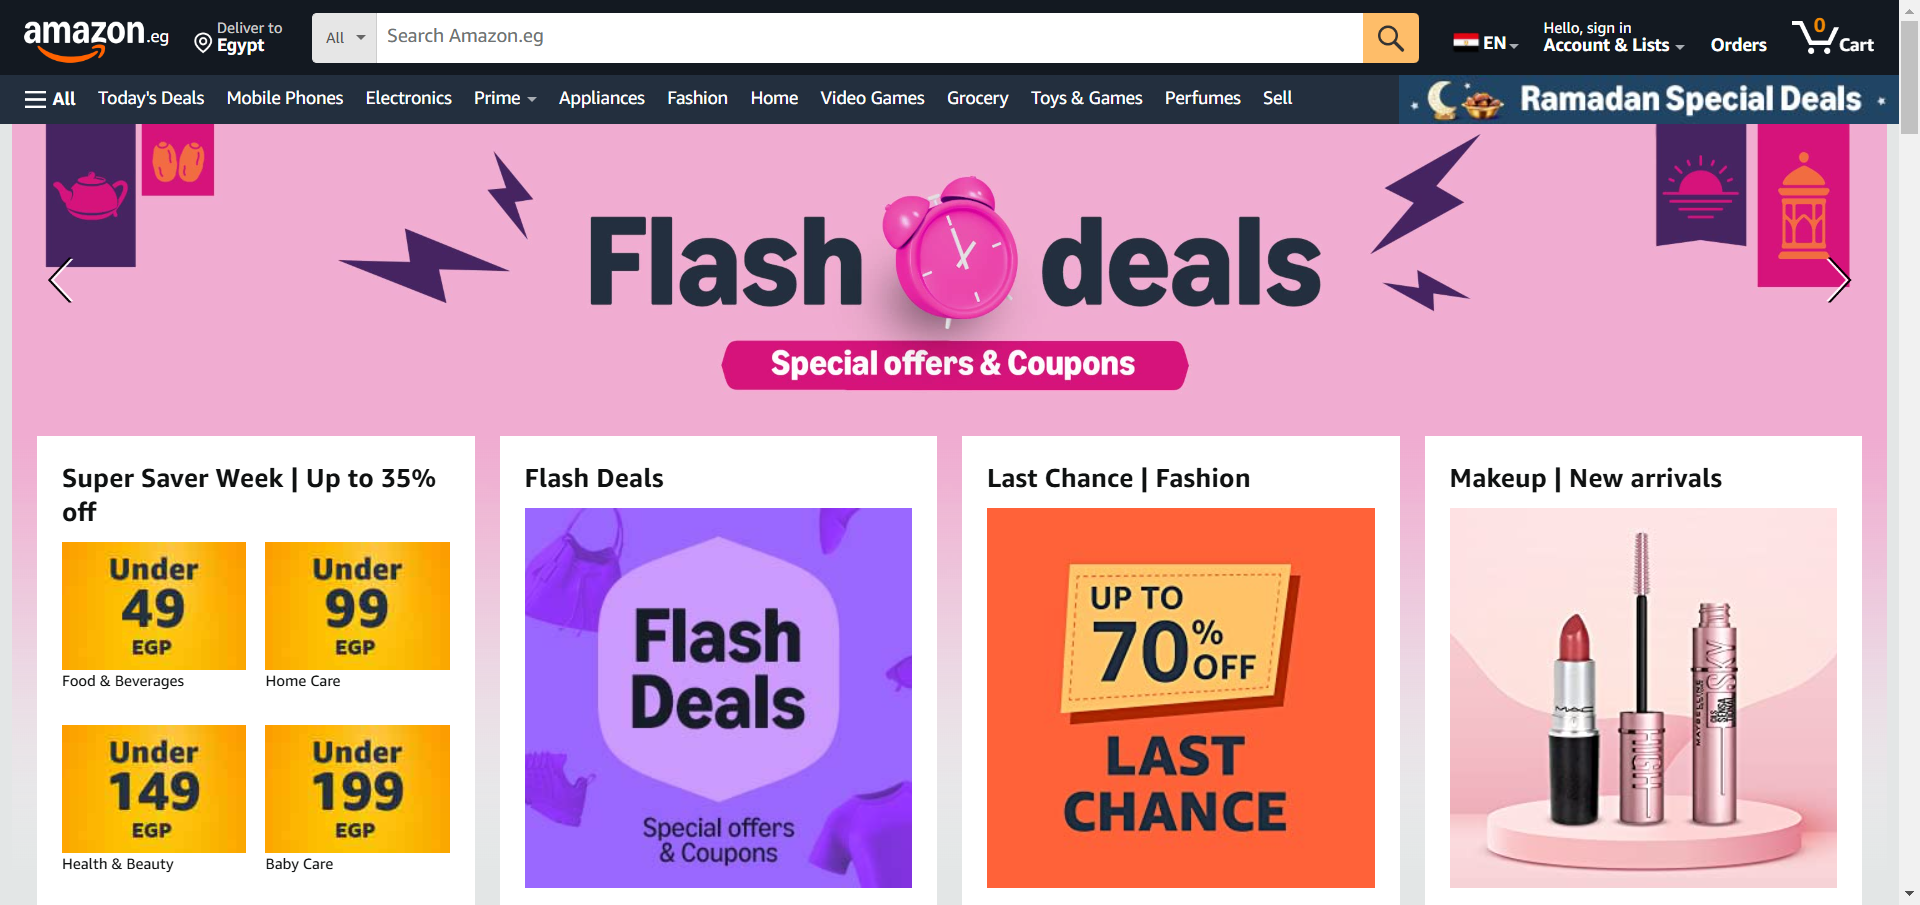 amazon.eg
Deliver to
Egypt
All
Search Amazon.eg
EN
Hello, sign in
Account & Lists
Orders
0
Cart
All
Today's Deals
Mobile Phones
Electronics
Prime
Appliances
Fashion
Home
Video Games
Grocery
Toys & Games
Perfumes
Sell
Ramadan Special Deals
Flash deals
Special offers & Coupons
Super Saver Week | Up to 35%
off
Under
49
EGP
Food & Beverages
Under
99
EGP
Home Care
Under
149
EGP
Health & Beauty
Under
199
EGP
Baby Care
Flash Deals
Flash
Deals
Special offers
& Coupons
Last Chance | Fashion
UP TO
70%
OFF
LAST
CHANCE
Makeup | New arrivals
MAC
MAYBELLINE
SKY
HIGH